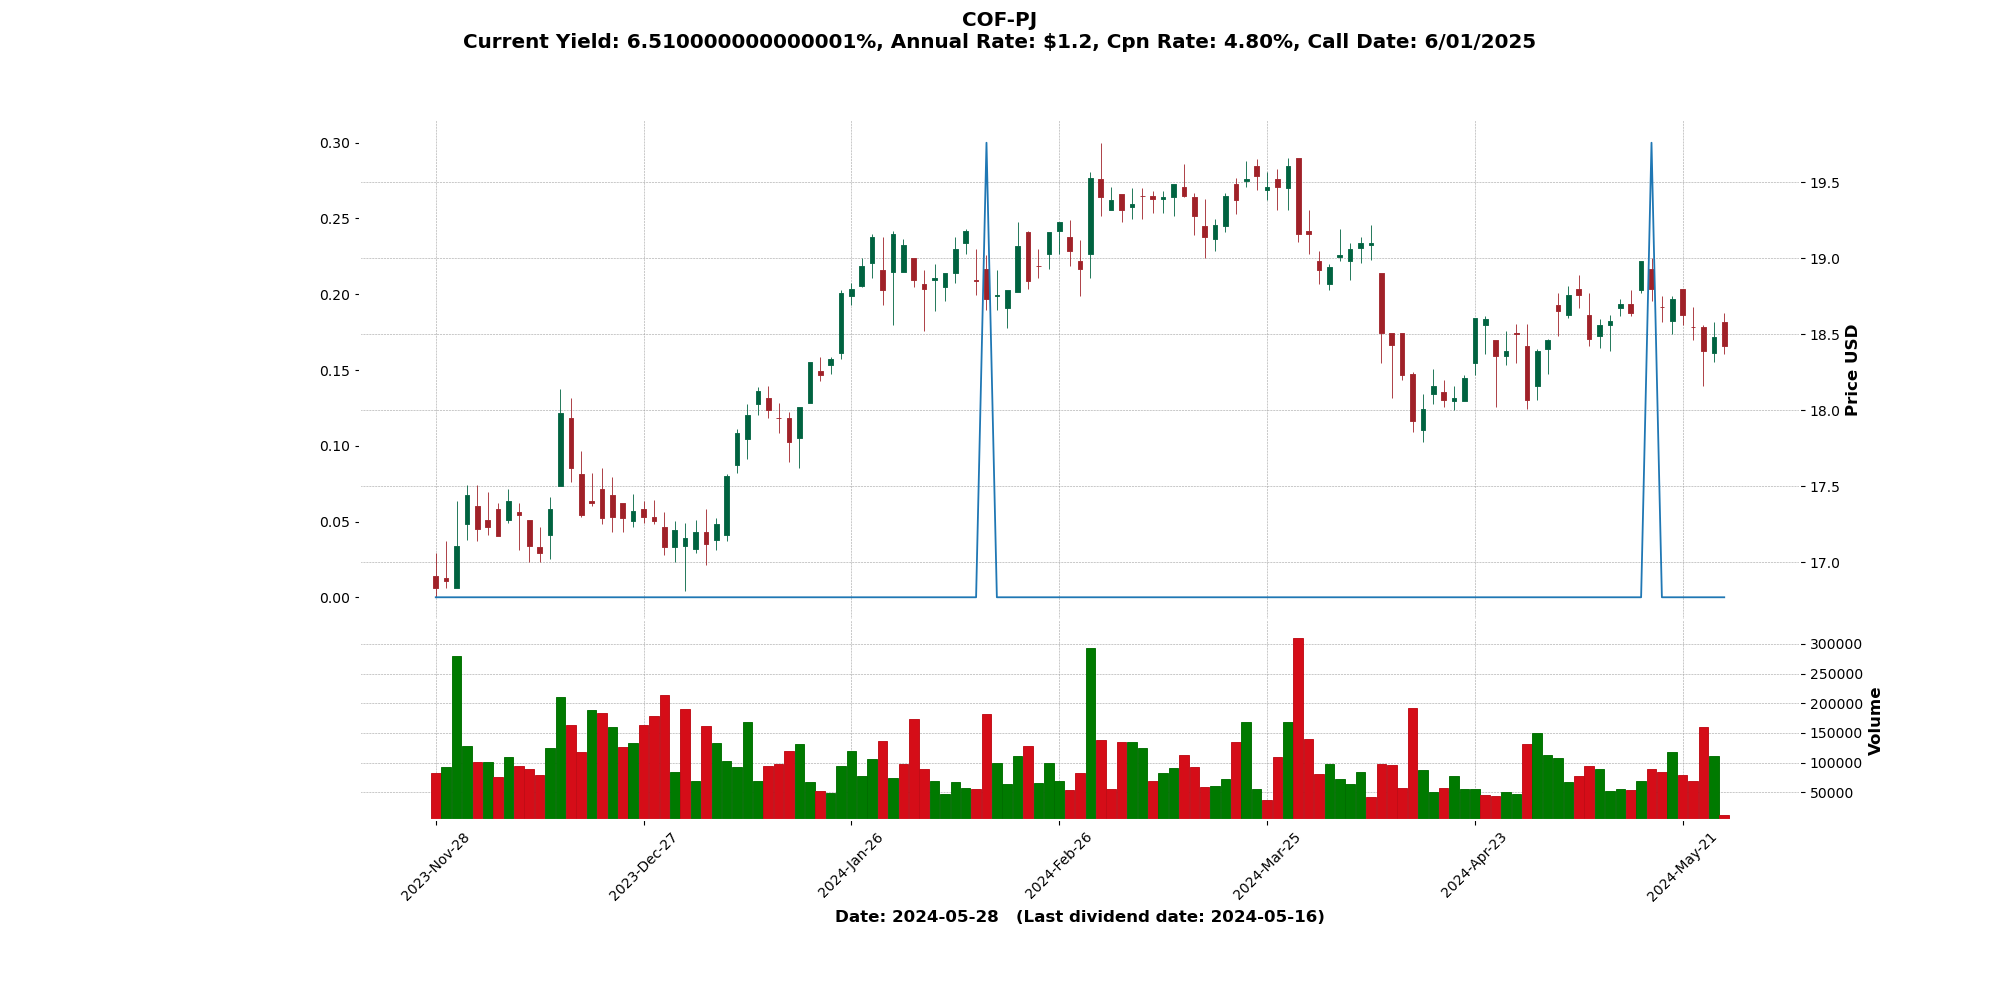 COF-PJ
Current Yield: 6.510000000000001%, Annual Rate: $1.2, Cpn Rate: 4.80%, Call Date: 6/01/2025
0.30
0.25
0.20
0.15
0.10
0.05
0.00
19.5
19.0
18.5
18.0
17.5
17.0
Price USD
300000
250000
200000
150000
100000
50000
Volume
2023-Nov-28
2023-Dec-27
2024-Jan-26
2024-Feb-26
2024-Mar-25
2024-Apr-23
2024-May-21
Date: 2024-05-28   (Last dividend date: 2024-05-16)